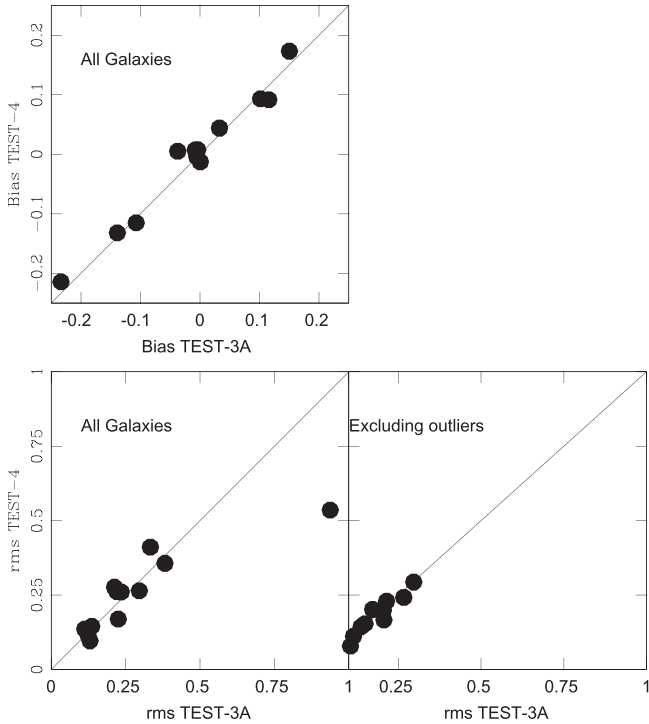 0.2
All Galaxies
0.1
Bias TEST-4
0
-0.1
-0.2
-0.2 -0.1 0 0.1 0.2
Bias TEST-3A
1
All Galaxies
Excluding outliers
0.75
rms TEST-4
0.5
0.25
0
0 0.25 0.5 0.75 1 0.25 0.5 0.75 1
rms TEST-3A
rms TEST-3A